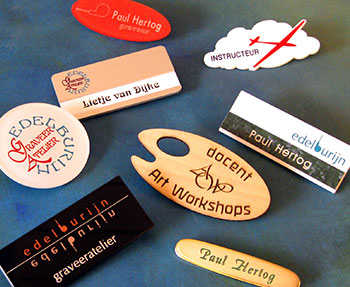 Paul Hertog
graveur
INSTRUCTEUR
Lietje van Dijke
EDELBURIJN
GRAVEER
ATELIER
edelburijn
Paul Hertog
docent
Art Workshops
edelburijn
edelburijn
graveeratelier
Paul Hertog